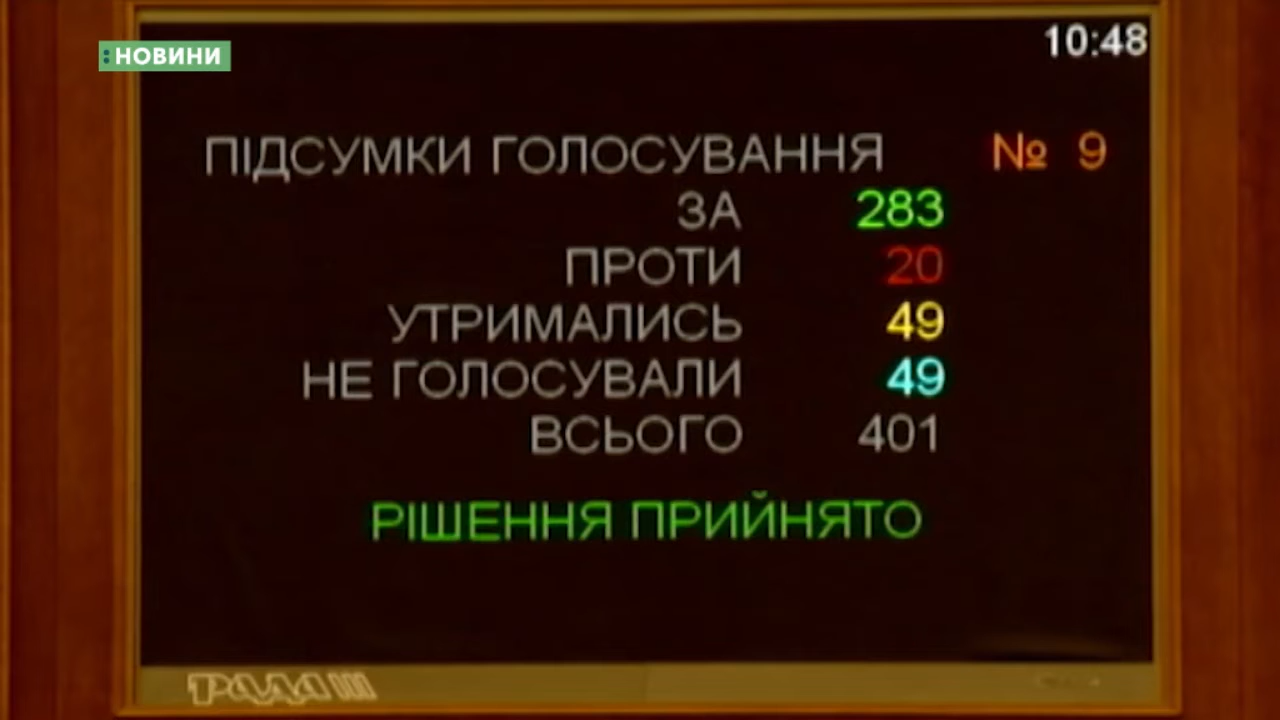 10:48
:НОВИНИ
ПІДСУМКИ ГОЛОСУВАННЯ № 9
ЗА 283
ПРОТИ 20
УТРИМАЛИСЬ 49
НЕ ГОЛОСУВАЛИ 49
ВСЬОГО 401
РІШЕННЯ ПРИЙНЯТО
РАДА III